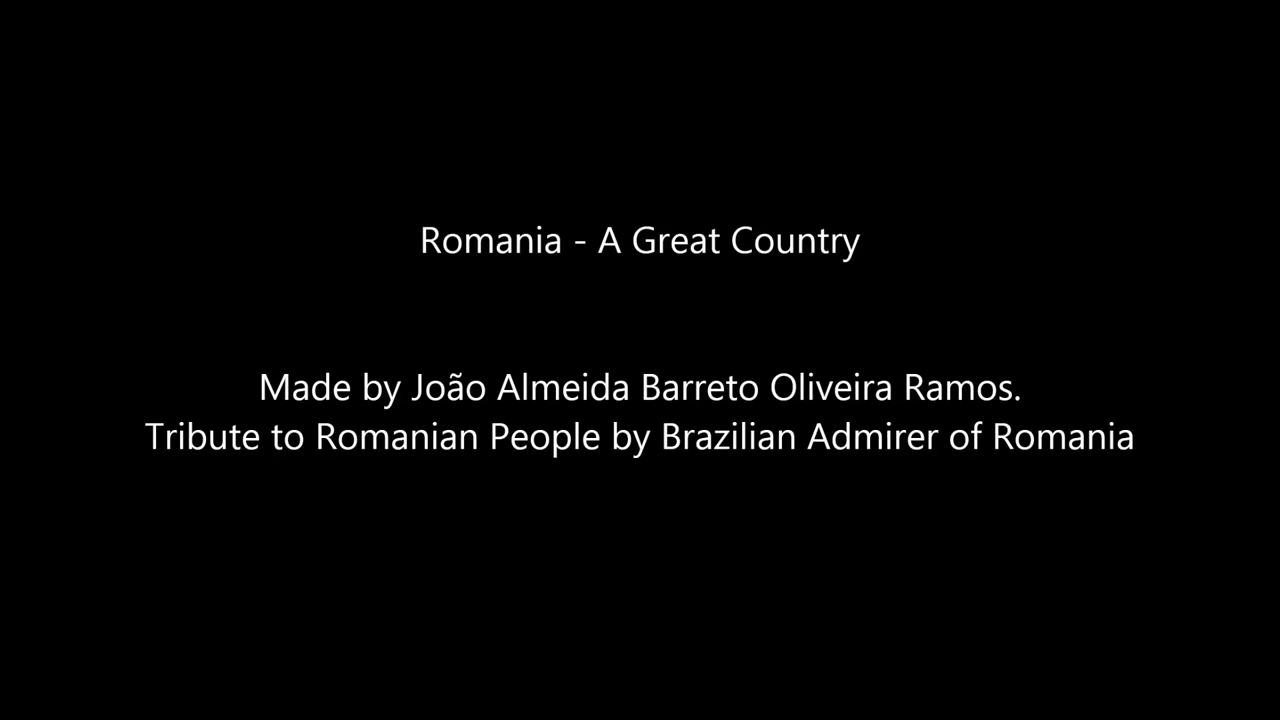 Romania - A Great Country
Made by João Almeida Barreto Oliveira Ramos.
Tribute to Romanian People by Brazilian Admirer of Romania